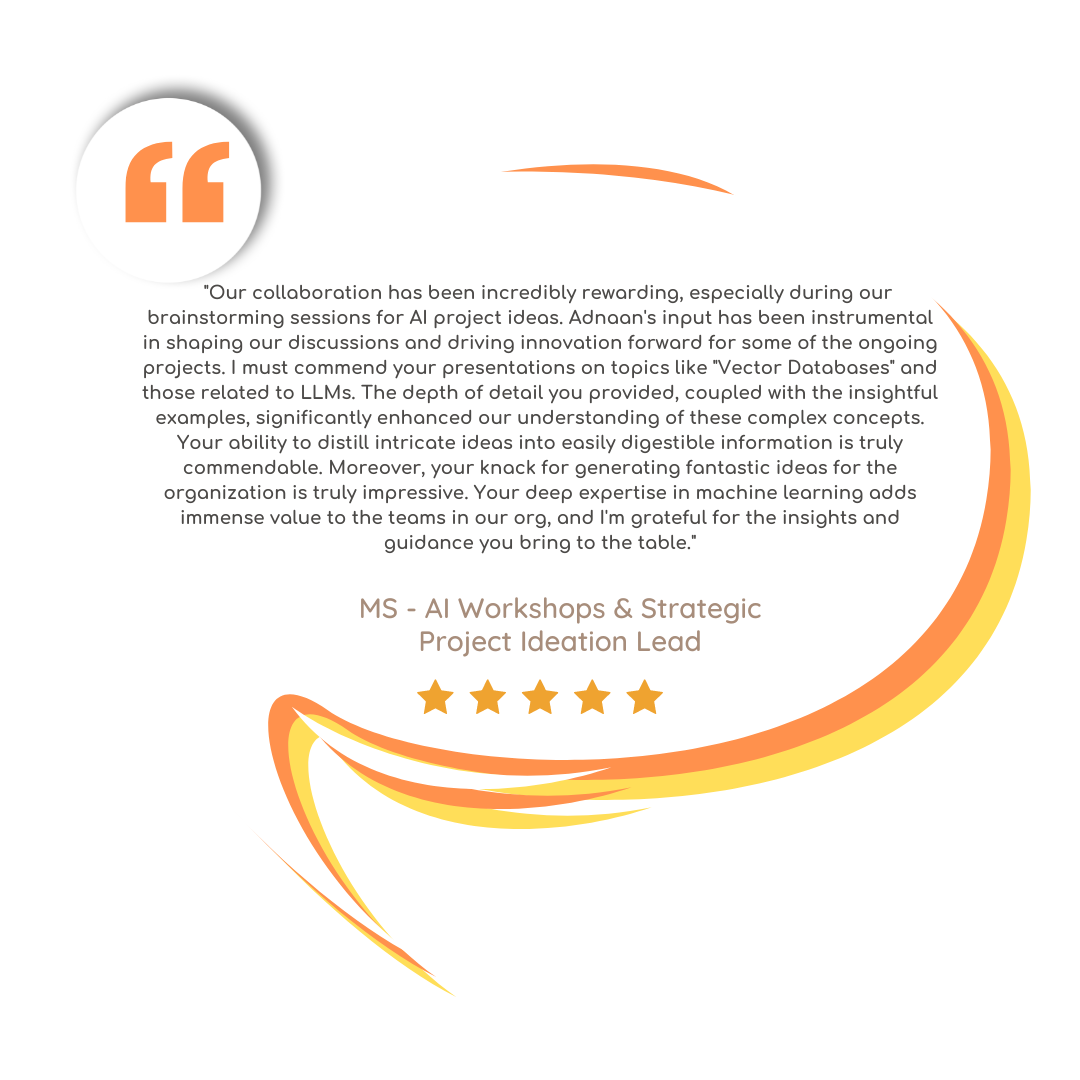 "Our collaboration has been incredibly rewarding, especially during our
brainstorming sessions for AI project ideas. Adnaan's input has been instrumental
in shaping our discussions and driving innovation forward for some of the ongoing
projects. I must commend your presentations on topics like "Vector Databases" and
those related to LLMs. The depth of detail you provided, coupled with the insightful
examples, significantly enhanced our understanding of these complex concepts.
Your ability to distill intricate ideas into easily digestible information is truly
commendable. Moreover, your knack for generating fantastic ideas for the
organization is truly impressive. Your deep expertise in machine learning adds
immense value to the teams in our org, and I'm grateful for the insights and
guidance you bring to the table."
MS - AI Workshops & Strategic
Project Ideation Lead